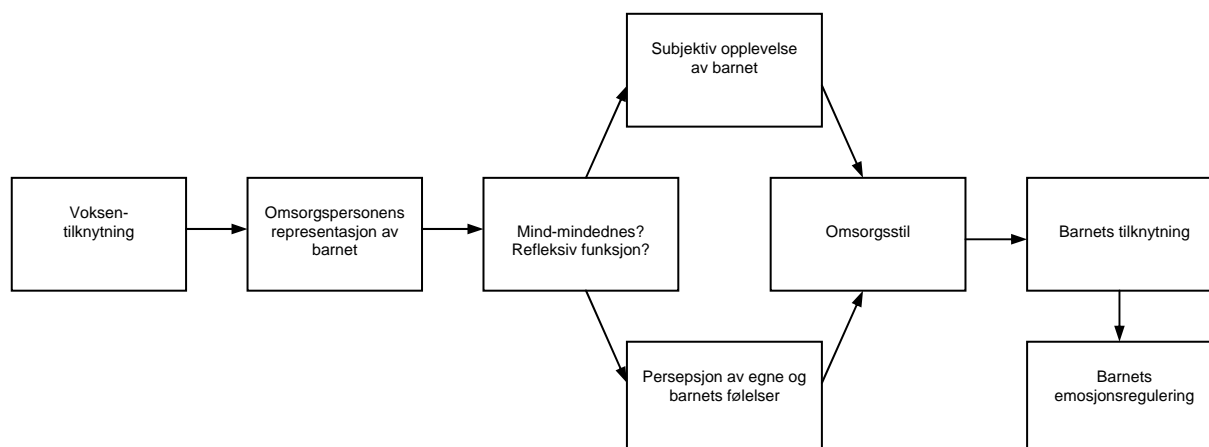 Subjektiv opplevelse
av barnet
Voksen-
tilknytning
Omsorgspersonens
representasjon av
barnet
Mind-mindednes?
Refleksiv funksjon?
Omsorgsstil
Barnets tilknytning
Persepsjon av egne og
barnets følelser
Barnets
emosjonsregulering